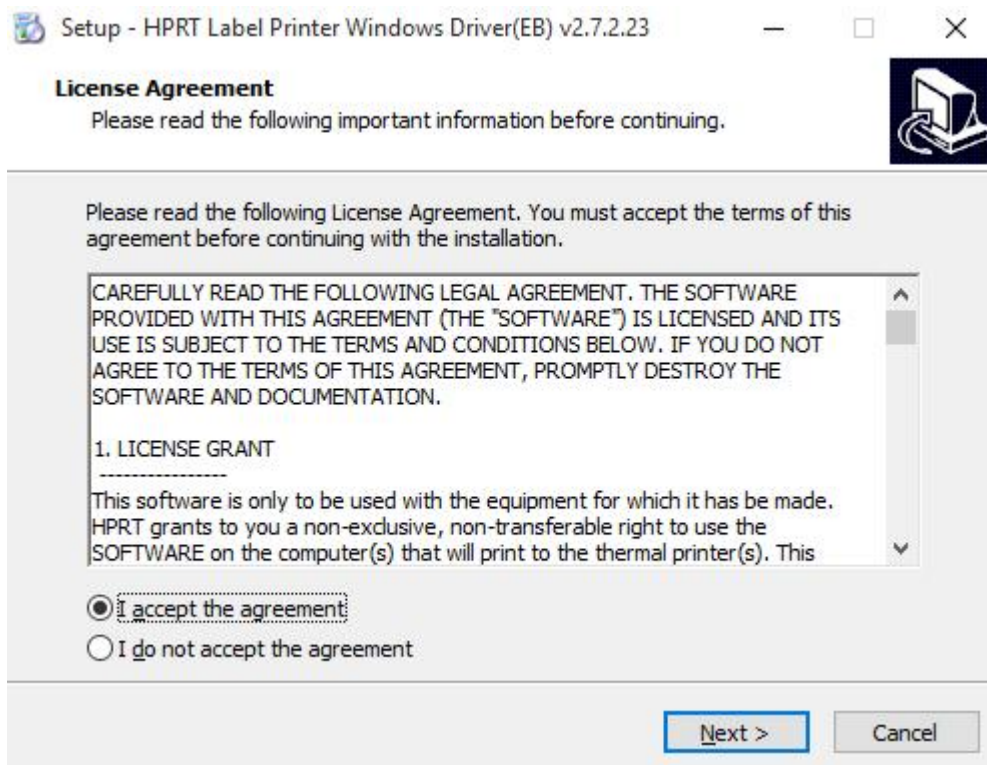 Setup - HPRT Label Printer Windows Driver(EB) v2.7.2.23
License Agreement
Please read the following important information before continuing.
Please read the following License Agreement. You must accept the terms of this
agreement before continuing with the installation.
CAREFULLY READ THE FOLLOWING LEGAL AGREEMENT. THE SOFTWARE
PROVIDED WITH THIS AGREEMENT (THE "SOFTWARE") IS LICENSED AND ITS
USE IS SUBJECT TO THE TERMS AND CONDITIONS BELOW. IF YOU DO NOT
AGREE TO THE TERMS OF THIS AGREEMENT, PROMPTLY DESTROY THE
SOFTWARE AND DOCUMENTATION.
1. LICENSE GRANT
----------------
This software is only to be used with the equipment for which it has be made.
HPRT grants to you a non-exclusive, non-transferable right to use the
SOFTWARE on the computer(s) that will print to the thermal printer(s). This
I accept the agreement
I do not accept the agreement
Next >
Cancel